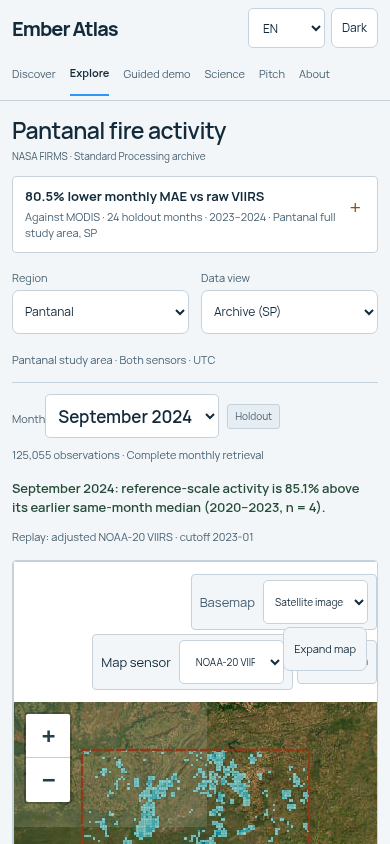 Ember Atlas
EN
Dark
Discover Explore Guided demo Science Pitch About
Pantanal fire activity
NASA FIRMS · Standard Processing archive
80.5% lower monthly MAE vs raw VIIRS
Against MODIS · 24 holdout months · 2023–2024 · Pantanal full
study area, SP
+
Region
Data view
Pantanal
Archive (SP)
Pantanal study area · Both sensors · UTC
Month
September 2024
Holdout
125,055 observations · Complete monthly retrieval
September 2024: reference-scale activity is 85.1% above
its earlier same-month median (2020–2023, n = 4).
Replay: adjusted NOAA-20 VIIRS · cutoff 2023-01
Basemap
Satellite image
Expand map
Map sensor
NOAA-20 VIIF
+
−